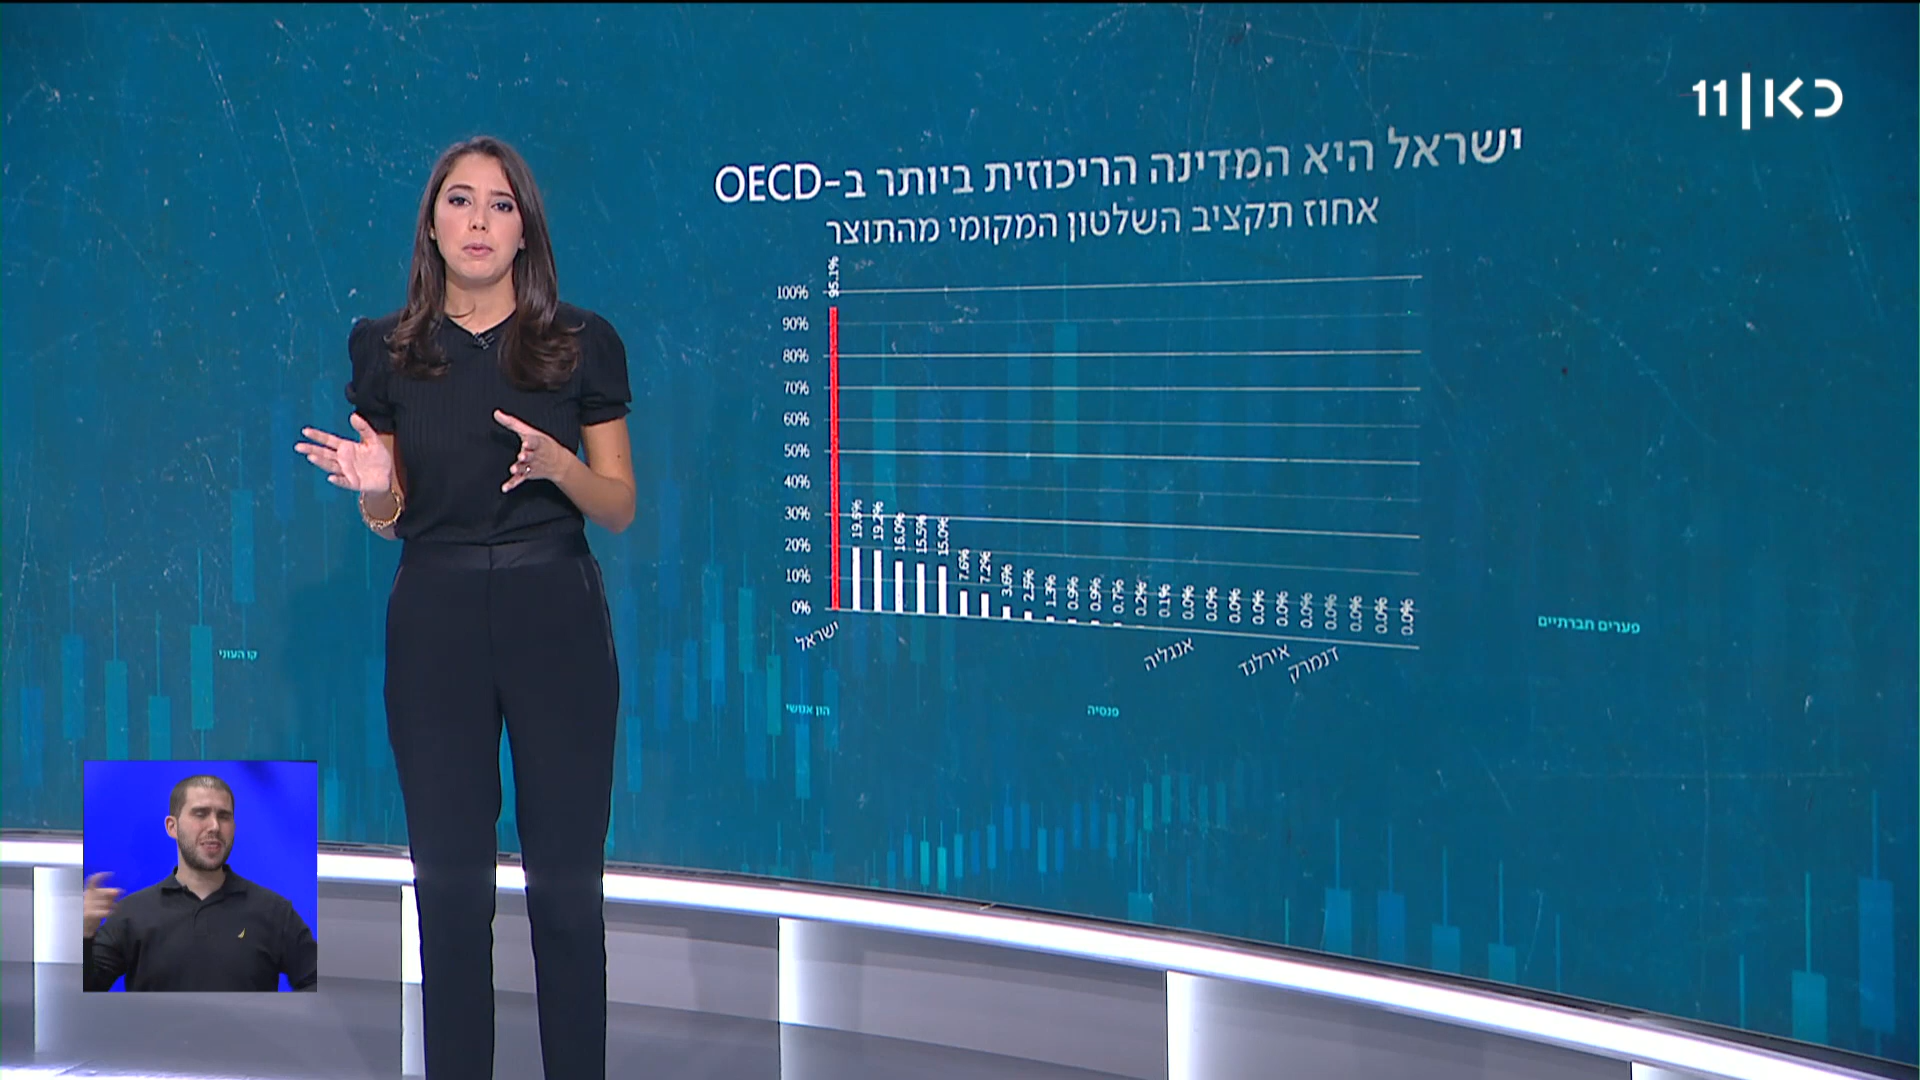 כאן 11
ישראל היא המדינה הריכוזית ביותר ב-OECD
אחוז תקציב השלטון המקומי מהתוצר
95.1%
100%
90%
80%
70%
60%
50%
40%
30%
20%
10%
0%
19.5% 19.2% 16.0% 15.5% 15.0% 7.6% 7.2% 3.6% 2.5% 1.3% 0.9% 0.9% 0.7% 0.2% 0.1% 0.0% 0.0% 0.0% 0.0% 0.0% 0.0% 0.0% 0.0% 0.0% 0.0%
ישראל
אנגליה
אירלנד
דנמרק
פערים חברתיים
קו העוני
הון אנושי
פנסיה